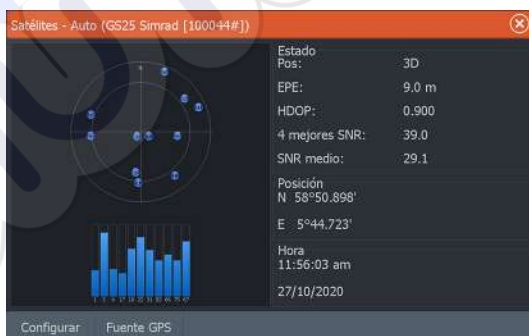 Satélites - Auto (GS25 Simrad [100044#])
Estado
Pos: 3D
EPE: 9.0 m
HDOP: 0.900
4 mejores SNR: 39.0
SNR medio: 29.1
Posición
N 58°50.898'
E 5°44.723'
Hora
11:56:03 am
27/10/2020
Configurar Fuente GPS